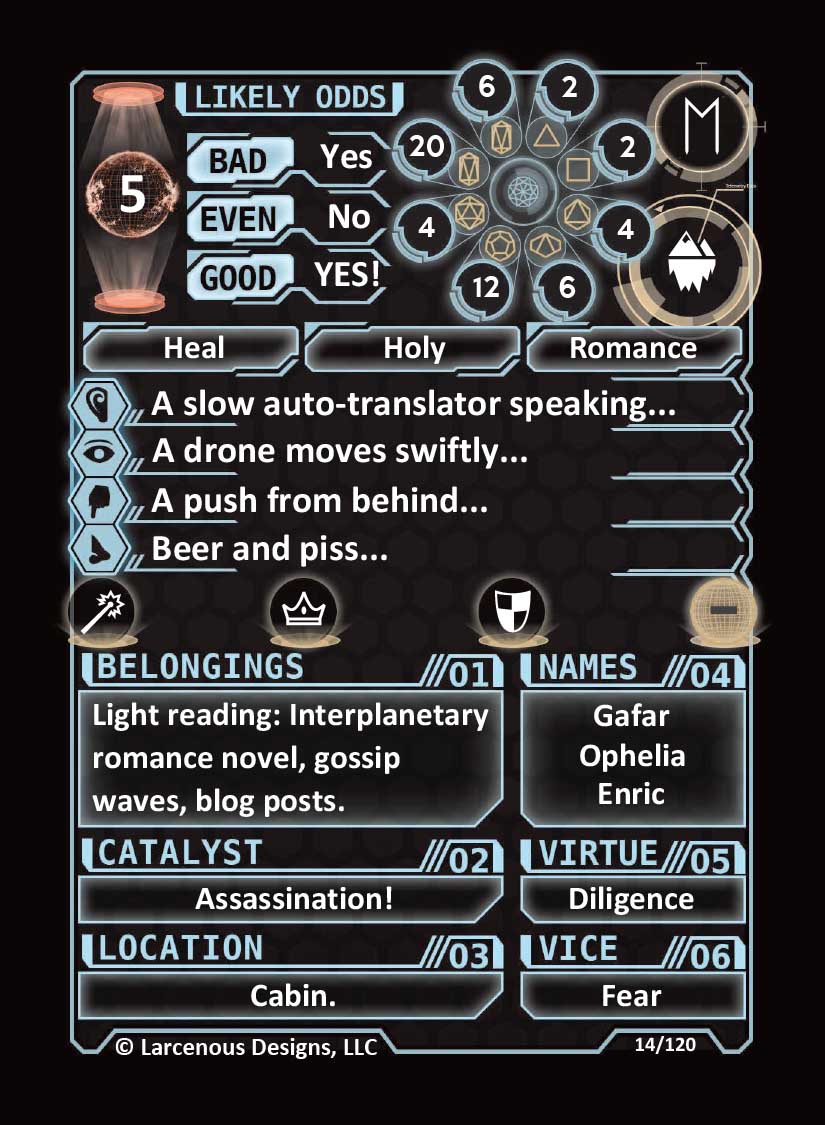 LIKELY ODDS
5
BAD Yes
EVEN No
GOOD YES!
6
2
20
2
4
4
12
6
ᛖ
Heal
Holy
Romance
A slow auto-translator speaking...
A drone moves swiftly...
A push from behind...
Beer and piss...
BELONGINGS ///01
Light reading: Interplanetary
romance novel, gossip
waves, blog posts.
NAMES ///04
Gafar
Ophelia
Enric
CATALYST ///02
Assassination!
VIRTUE ///05
Diligence
LOCATION ///03
Cabin.
VICE ///06
Fear
© Larcenous Designs, LLC
14/120